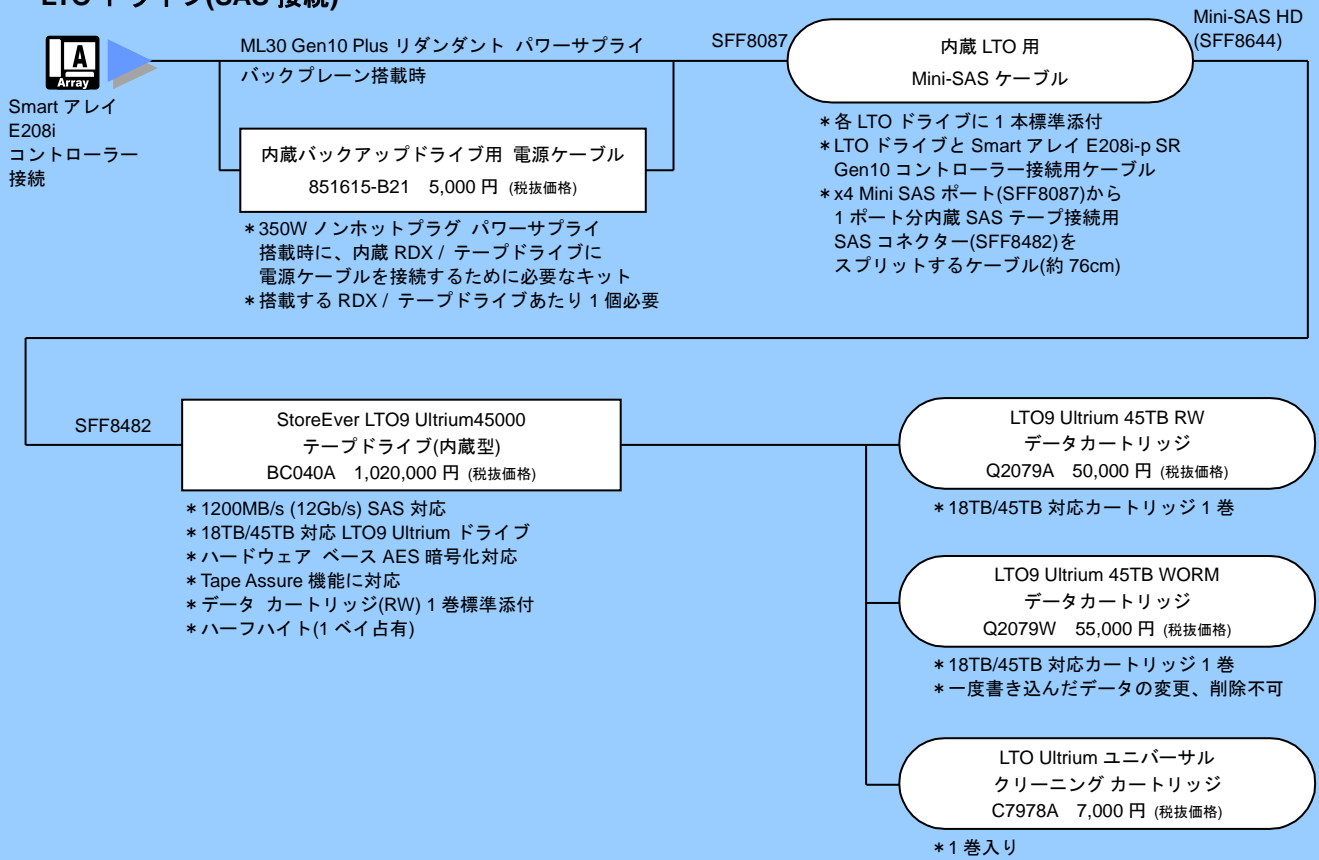 LTO ドライブ(SAS 接続)
A
Array
Smart アレイ
E208i
コントローラー
接続
ML30 Gen10 Plus リダンダント パワーサプライ
バックプレーン搭載時
内蔵バックアップドライブ用 電源ケーブル
851615-B21 5,000 円 (税抜価格)
*350W ノンホットプラグ パワーサプライ
搭載時に、内蔵 RDX / テープドライブに
電源ケーブルを接続するために必要なキット
*搭載する RDX / テープドライブあたり 1 個必要
SFF8087
内蔵 LTO 用
Mini-SAS ケーブル
Mini-SAS HD
(SFF8644)
*各 LTO ドライブに 1 本標準添付
*LTO ドライブと Smart アレイ E208i-p SR
Gen10 コントローラー接続用ケーブル
*x4 Mini SAS ポート(SFF8087)から
1 ポート分内蔵 SAS テープ接続用
SAS コネクター(SFF8482)を
スプリットするケーブル(約 76cm)
SFF8482
StoreEver LTO9 Ultrium45000
テープドライブ(内蔵型)
BC040A 1,020,000 円 (税抜価格)
*1200MB/s (12Gb/s) SAS 対応
*18TB/45TB 対応 LTO9 Ultrium ドライブ
*ハードウェア ベース AES 暗号化対応
*Tape Assure 機能に対応
*データ カートリッジ(RW) 1 巻標準添付
*ハーフハイト(1 ベイ占有)
LTO9 Ultrium 45TB RW
データカートリッジ
Q2079A 50,000 円 (税抜価格)
*18TB/45TB 対応カートリッジ 1 巻
LTO9 Ultrium 45TB WORM
データカートリッジ
Q2079W 55,000 円 (税抜価格)
*18TB/45TB 対応カートリッジ 1 巻
*一度書き込んだデータの変更、削除不可
LTO Ultrium ユニバーサル
クリーニング カートリッジ
C7978A 7,000 円 (税抜価格)
*1 巻入り